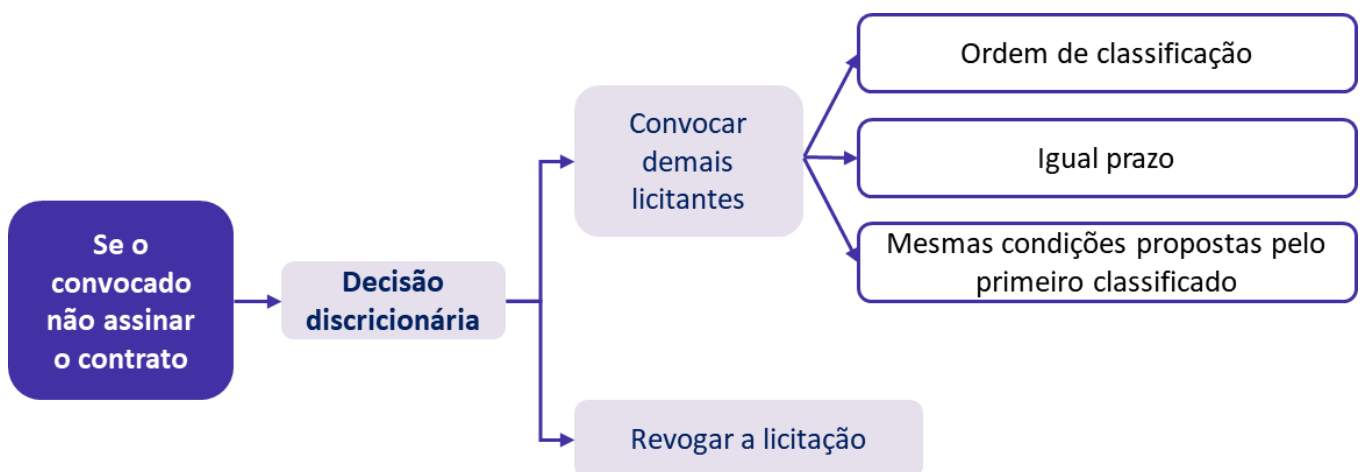 Se o
convocado
não assinar
o contrato
Decisão
discricionária
Convocar
demais
licitantes
Ordem de classificação
Igual prazo
Mesmas condições propostas pelo
primeiro classificado
Revogar a licitação